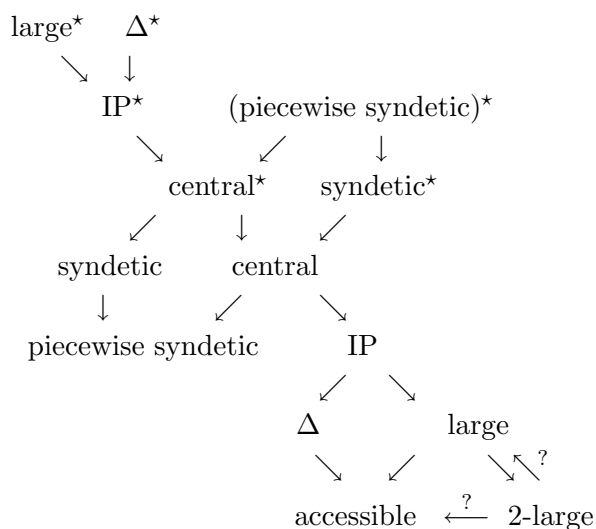 large⋆ Δ⋆
IP⋆ (piecewise syndetic)⋆
central⋆ syndetic⋆
syndetic central
piecewise syndetic IP
Δ large
?
accessible ? 2-large